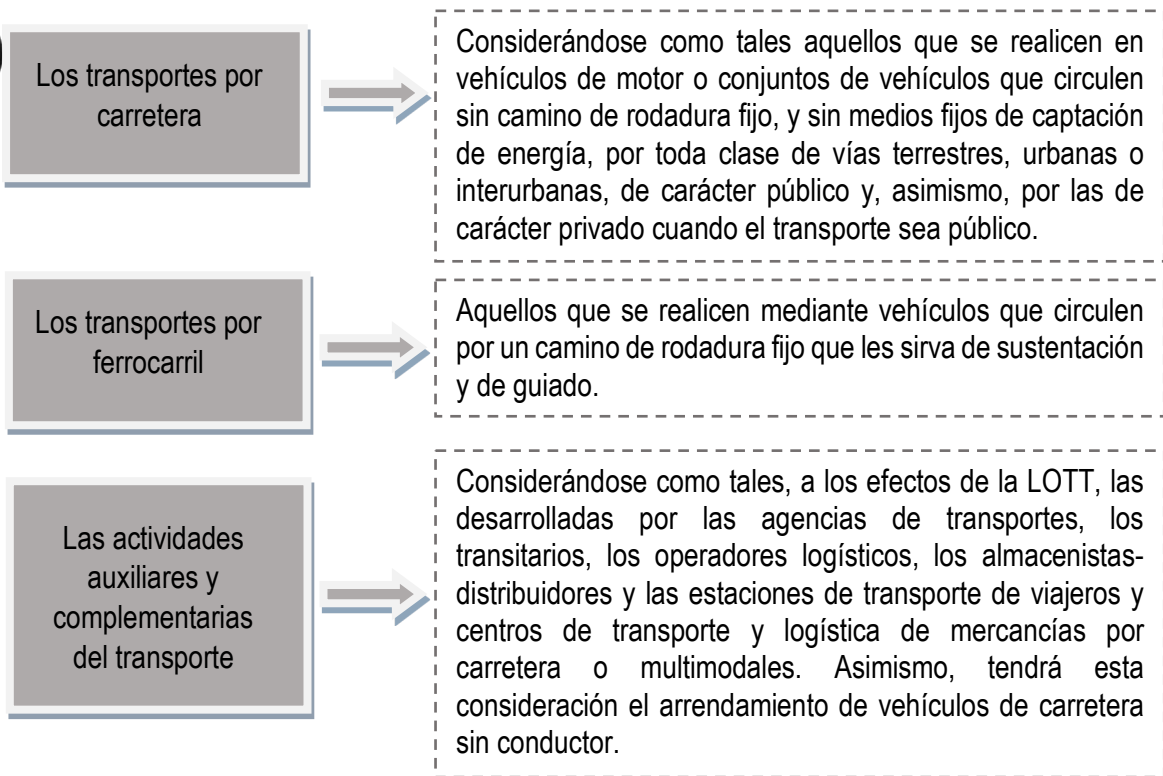 )
Los transportes por
carretera
Considerándose como tales aquellos que se realicen en
vehículos de motor o conjuntos de vehículos que circulen
sin camino de rodadura fijo, y sin medios fijos de captación
de energía, por toda clase de vías terrestres, urbanas o
interurbanas, de carácter público y, asimismo, por las de
carácter privado cuando el transporte sea público.
Los transportes por
ferrocarril
Aquellos que se realicen mediante vehículos que circulen
por un camino de rodadura fijo que les sirva de sustentación
y de guiado.
Las actividades
auxiliares y
complementarias
del transporte
Considerándose como tales, a los efectos de la LOTT, las
desarrolladas por las agencias de transportes, los
transitarios, los operadores logísticos, los almacenistas-
distribuidores y las estaciones de transporte de viajeros y
centros de transporte y logística de mercancías por
carretera o multimodales. Asimismo, tendrá esta
consideración el arrendamiento de vehículos de carretera
sin conductor.